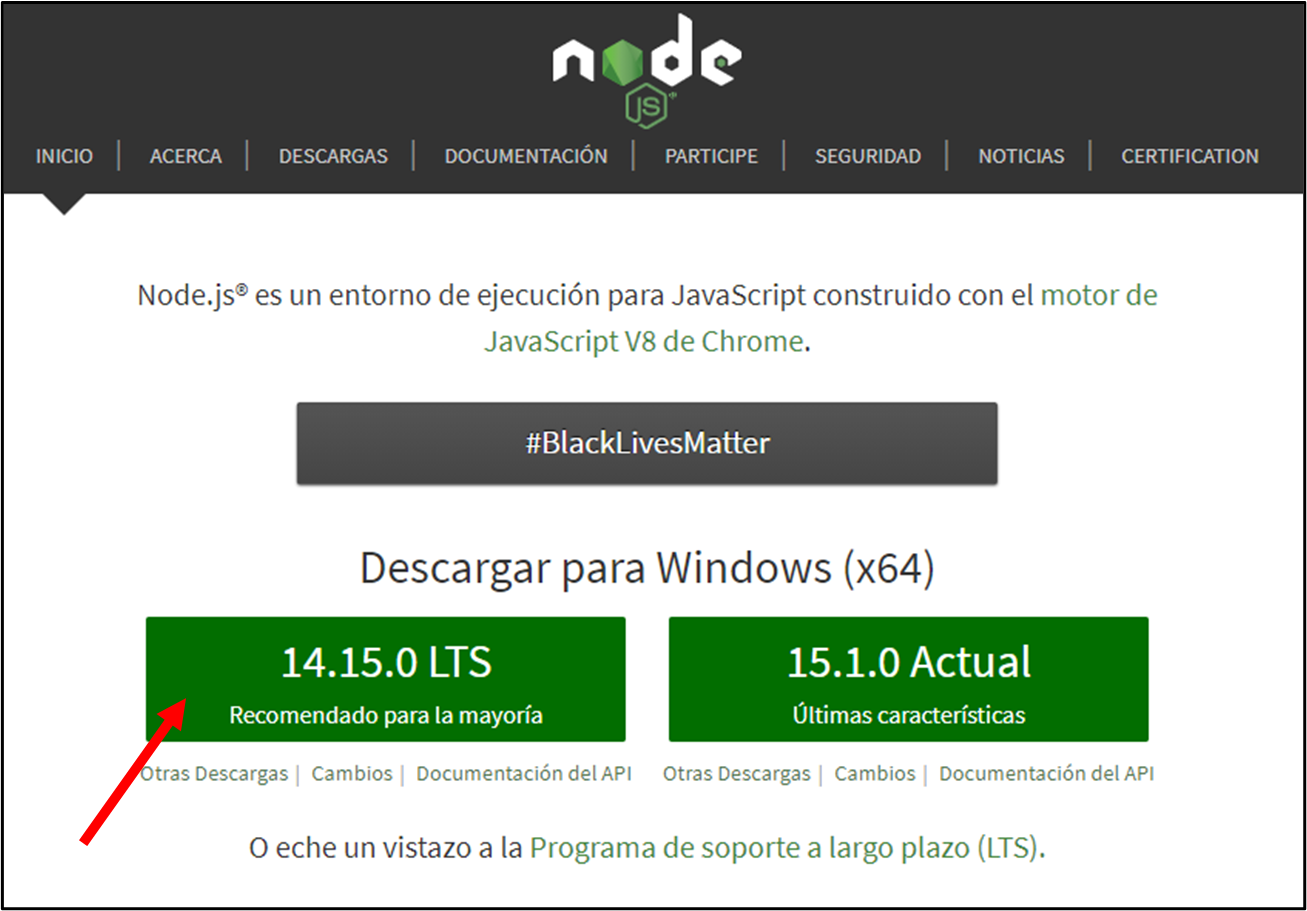 node
JS
INICIO | ACERCA | DESCARGAS | DOCUMENTACIÓN | PARTICIPE | SEGURIDAD | NOTICIAS | CERTIFICATION
Node.js® es un entorno de ejecución para JavaScript construido con el motor de
JavaScript V8 de Chrome.
#BlackLivesMatter
Descargar para Windows (x64)
14.15.0 LTS
Recomendado para la mayoría
15.1.0 Actual
Últimas características
Otras Descargas | Cambios | Documentación del API
Otras Descargas | Cambios | Documentación del API
O eche un vistazo a la Programa de soporte a largo plazo (LTS).